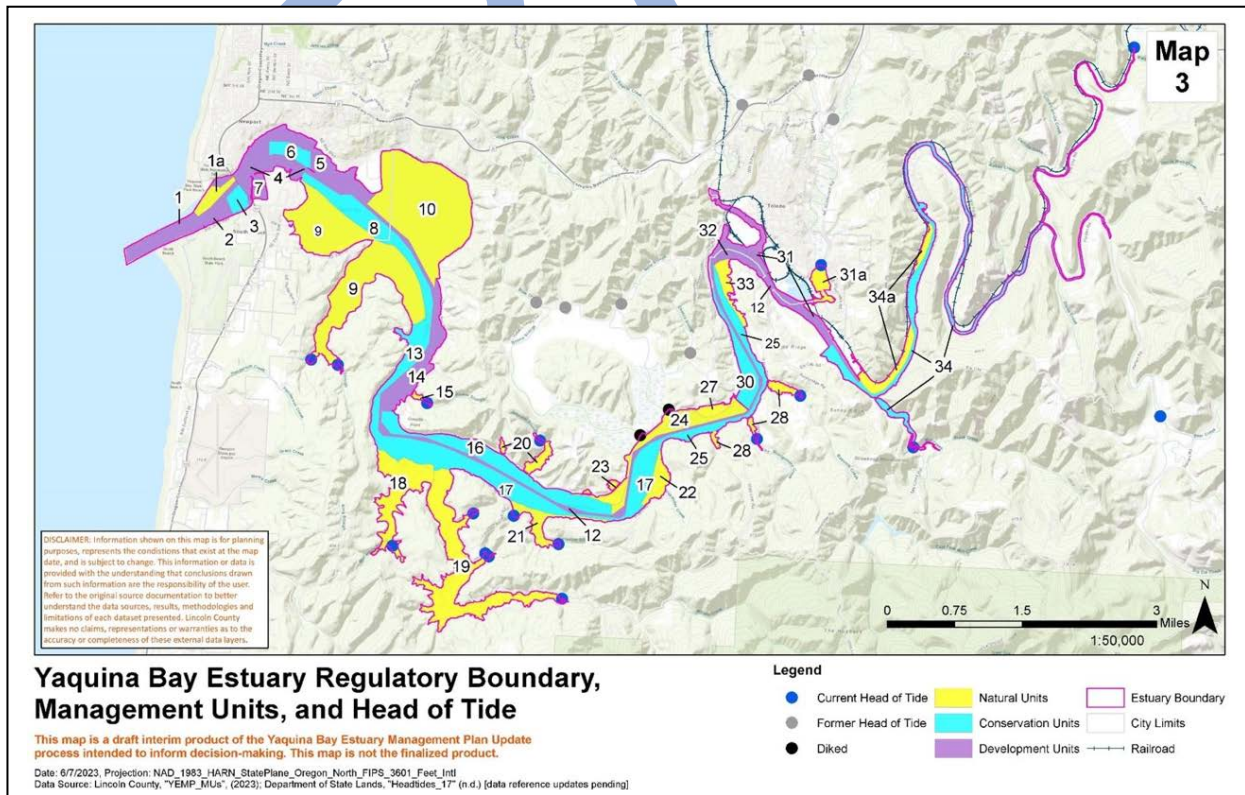 Map
3
Newport
Toledo
1a
6
5
1
4
7
10
2
3
9
8
9
32
31
31a
33
12
34a
25
13
14
34
15
30
27
24
28
16
20
25
28
23
17
22
18
17
21
12
19
N
0 0.75 1.5 3
Miles
1:50,000
DISCLAIMER: Information shown on this map is for planning
purposes, represents the condistions that exist at the map
date, and is subject to change. This information or data is
provided with the understanding that conclusions drawn
from such information are the responsibility of the user.
Refer to the original source documentation to better
understand the data sources, results, methodologies and
limitations of each dataset presented. Lincoln County
makes no claims, representations or warranties as to the
accuracy or completeness of these external data layers.
Yaquina Bay Estuary Regulatory Boundary,
Management Units, and Head of Tide
This map is a draft interim product of the Yaquina Bay Estuary Management Plan Update
process intended to inform decision-making. This map is not the finalized product.
Date: 6/7/2023, Projection: NAD_1983_HARN_StatePlane_Oregon_North_FIPS_3601_Feet_Intl
Data Source: Lincoln County, "YEMP_MUs", (2023); Department of State Lands, "Headtides_17" (n.d.) [data reference updates pending]
Legend
Current Head of Tide
Former Head of Tide
Diked
Natural Units
Conservation Units
Development Units
Estuary Boundary
City Limits
Railroad